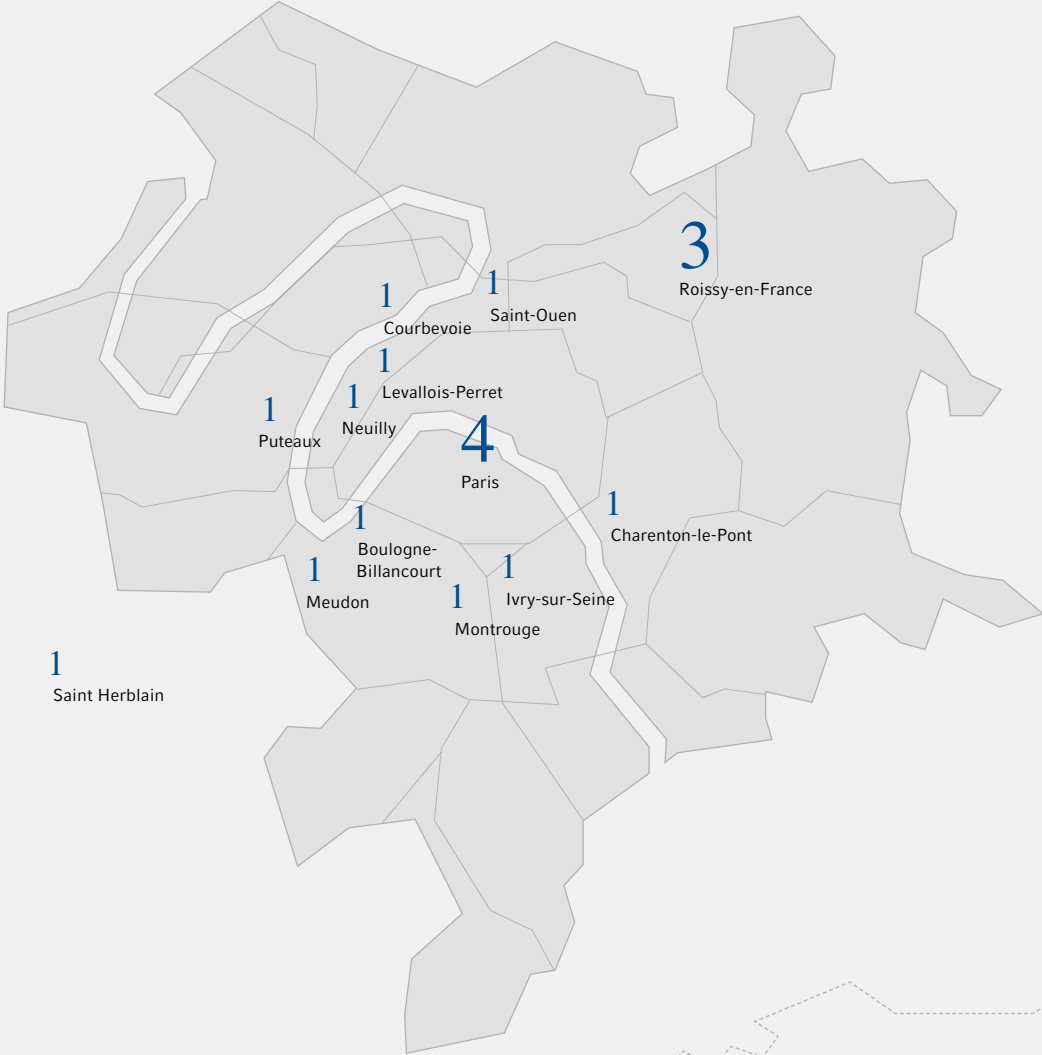 3
Roissy-en-France
1
Saint-Ouen
1
Courbevoie
1
Levallois-Perret
1
Neuilly
1
Puteaux
4
Paris
1
Charenton-le-Pont
1
Boulogne-
Billancourt
1
Meudon
1
Ivry-sur-Seine
1
Montrouge
1
Saint Herblain